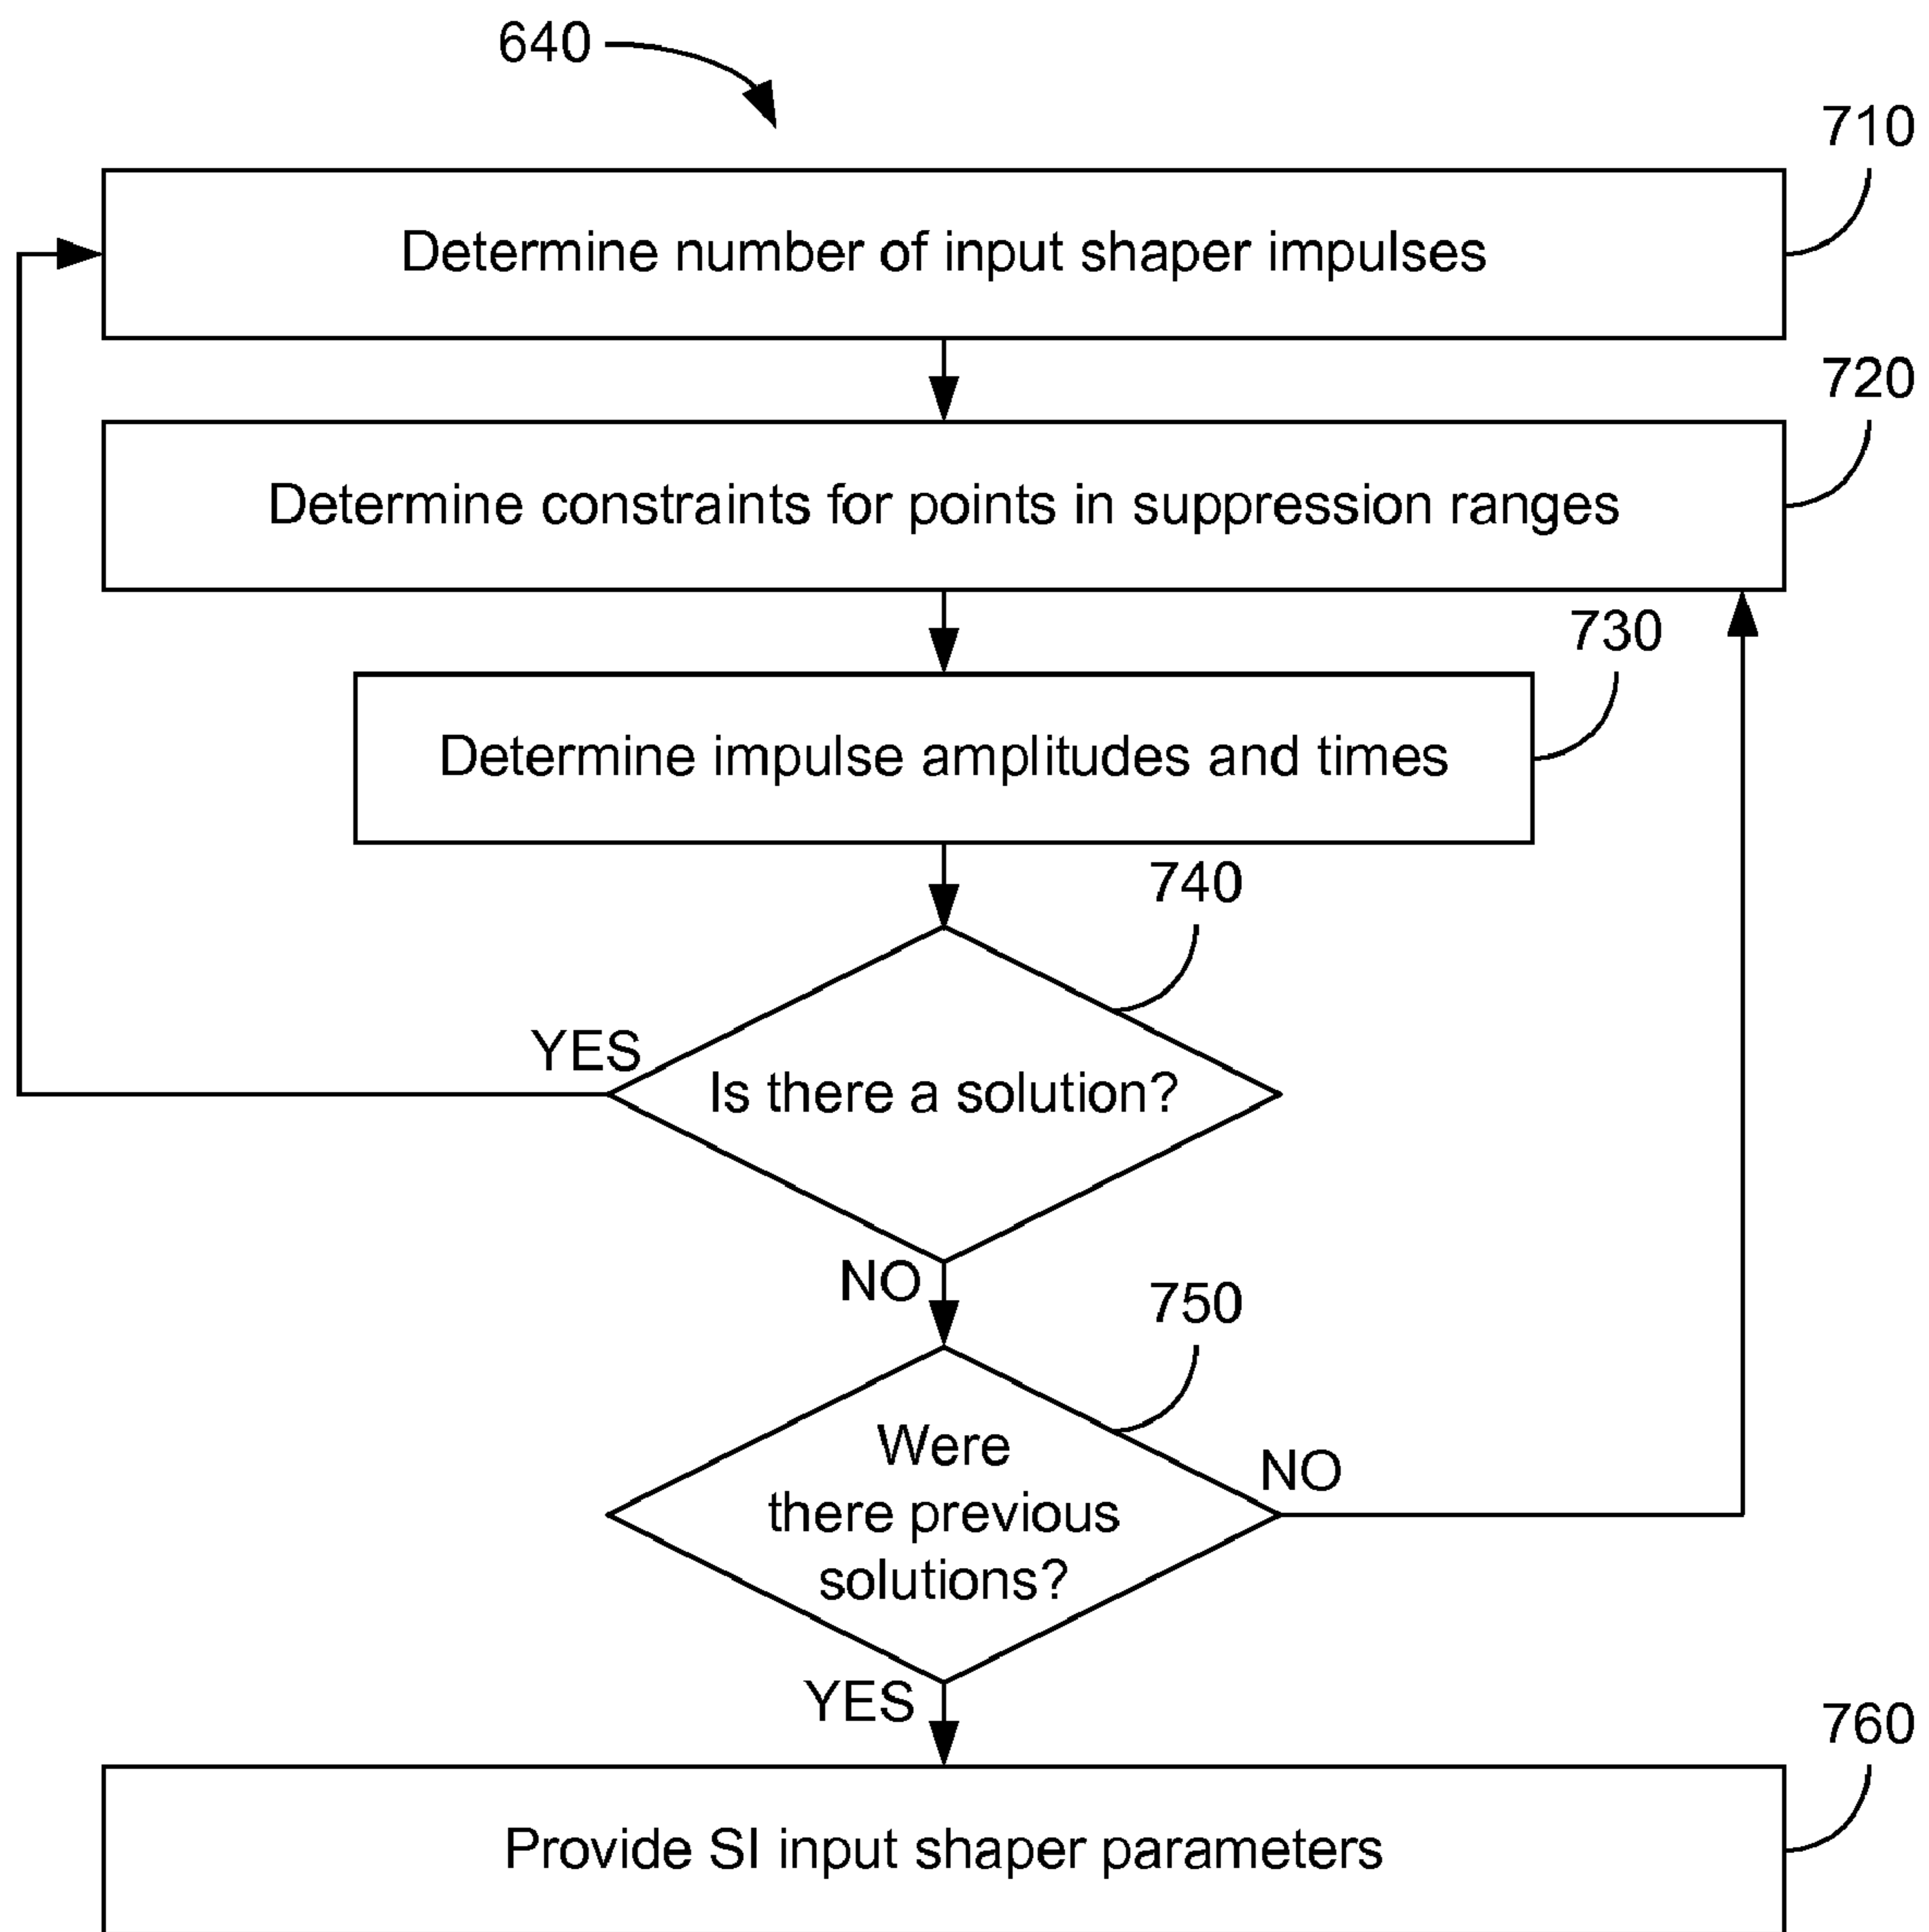 640
710
Determine number of input shaper impulses
720
Determine constraints for points in suppression ranges
730
Determine impulse amplitudes and times
740
YES
Is there a solution?
NO
750
Were
there previous
solutions?
NO
YES
760
Provide SI input shaper parameters